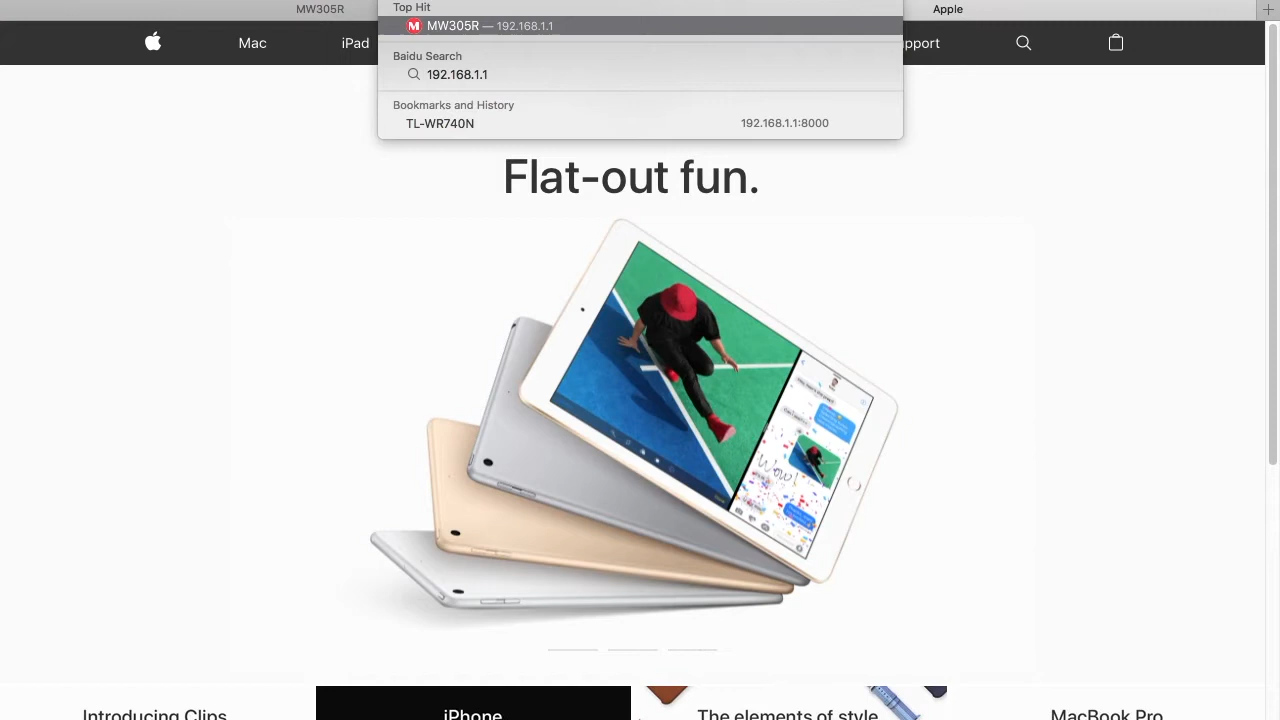 MW305R
Apple
Top Hit
MW305R — 192.168.1.1
Baidu Search
192.168.1.1
Bookmarks and History
TL-WR740N 192.168.1.1:8000
Mac
iPad
pport
Flat-out fun.
Wow!
Introducing Clips
iPhone
The elements of style
MacBook Pro